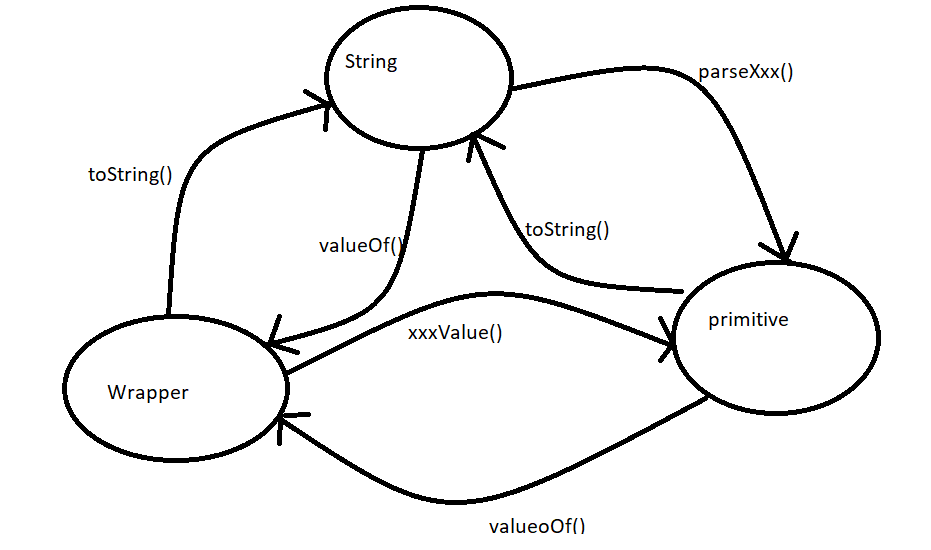 String
parseXxx()
toString()
toString()
valueOf()
primitive
xxxValue()
Wrapper
valueoOf()